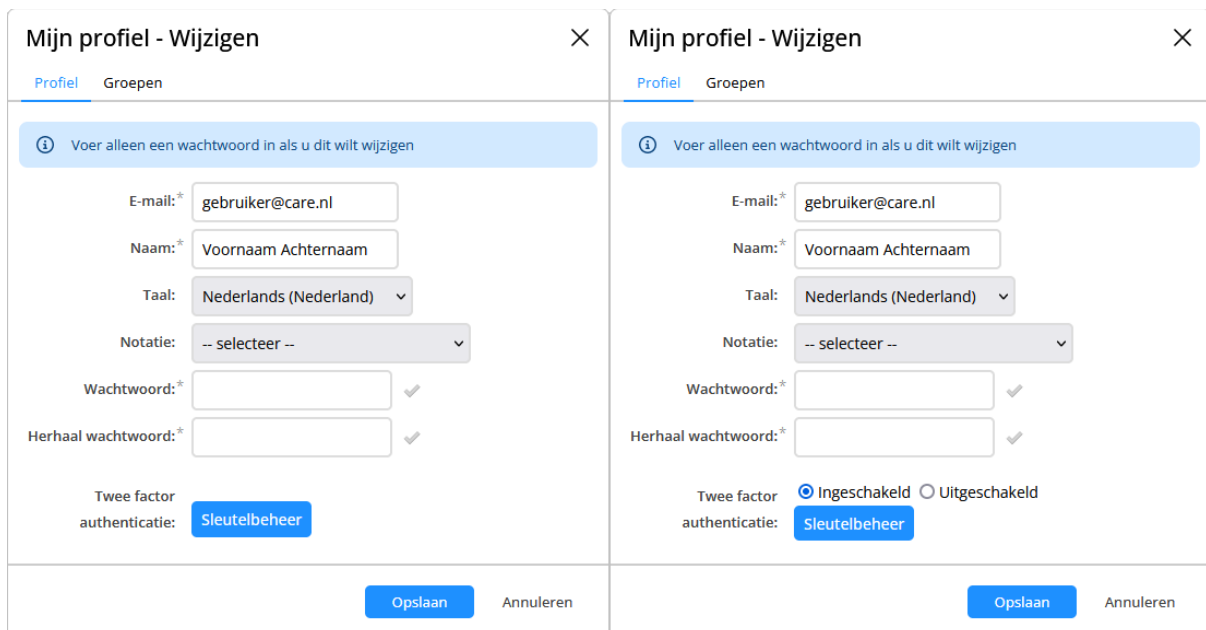 Mijn profiel - Wijzigen
Profiel Groepen
Voer alleen een wachtwoord in als u dit wilt wijzigen
E-mail:* gebruiker@care.nl
Naam:* Voornaam Achternaam
Taal: Nederlands (Nederland)
Notatie: -- selecteer --
Wachtwoord:*
Herhaal wachtwoord:*
Twee factor
authenticatie: Sleutelbeheer
Opslaan Annuleren
Mijn profiel - Wijzigen
Profiel Groepen
Voer alleen een wachtwoord in als u dit wilt wijzigen
E-mail:* gebruiker@care.nl
Naam:* Voornaam Achternaam
Taal: Nederlands (Nederland)
Notatie: -- selecteer --
Wachtwoord:*
Herhaal wachtwoord:*
Twee factor Ingeschakeld Uitgeschakeld
authenticatie: Sleutelbeheer
Opslaan Annuleren